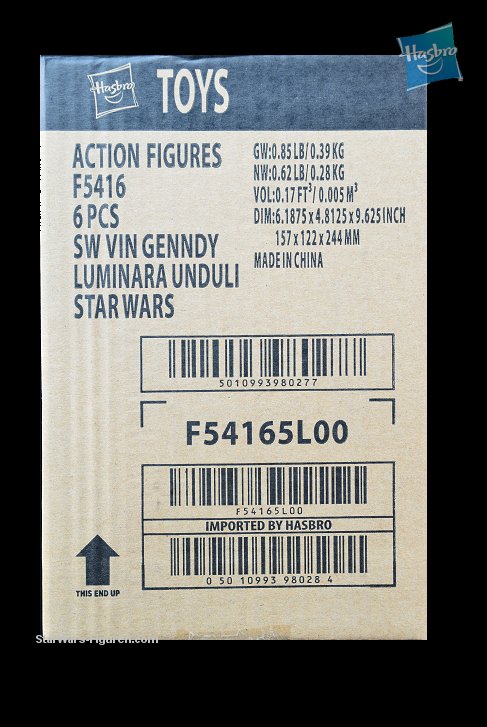 Hasbro
Hasbro
TOYS
ACTION FIGURES
F5416
6 PCS
SW VIN GENNDY
LUMINARA UNDULI
STAR WARS
GW:0.85 LB/ 0.39 KG
NW:0.62 LB/ 0.28 KG
VOL:0.17 FT³/ 0.005 M³
DIM:6.1875 x 4.8125 x 9.625 INCH
157 x 122 x 244 MM
MADE IN CHINA
5010993980277
F54165L00
F54165L00
IMPORTED BY HASBRO
0 50 10993 98028 4
THIS END UP
StarWars-Figuren.com